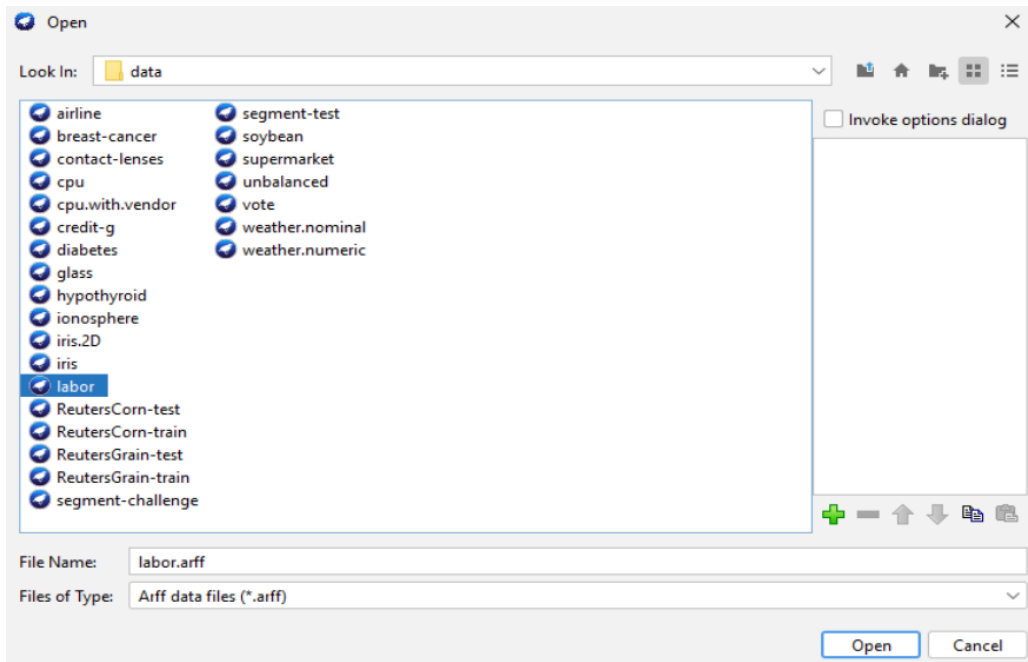 Open
Look In: data
airline
breast-cancer
contact-lenses
cpu
cpu.with.vendor
credit-g
diabetes
glass
hypothyroid
ionosphere
iris.2D
iris
labor
ReutersCorn-test
ReutersCorn-train
ReutersGrain-test
ReutersGrain-train
segment-challenge
segment-test
soybean
supermarket
unbalanced
vote
weather.nominal
weather.numeric
Invoke options dialog
File Name: labor.arff
Files of Type: Arff data files (*.arff)
Open Cancel